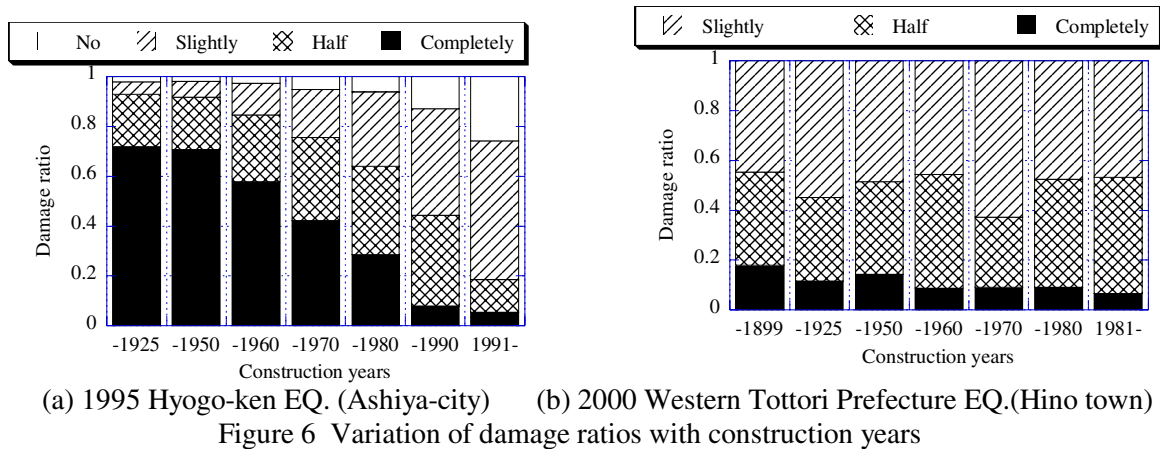 No Slightly Half Completely
1
0.8
0.6
0.4
0.2
0
Damage ratio
-1925 -1950 -1960 -1970 -1980 -1990 1991-
Construction years
(a) 1995 Hyogo-ken EQ. (Ashiya-city)
Slightly Half Completely
1
0.8
0.6
0.4
0.2
0
Damage ratio
-1899 -1925 -1950 -1960 -1970 -1980 1981-
Construction years
(b) 2000 Western Tottori Prefecture EQ.(Hino town)
Figure 6 Variation of damage ratios with construction years